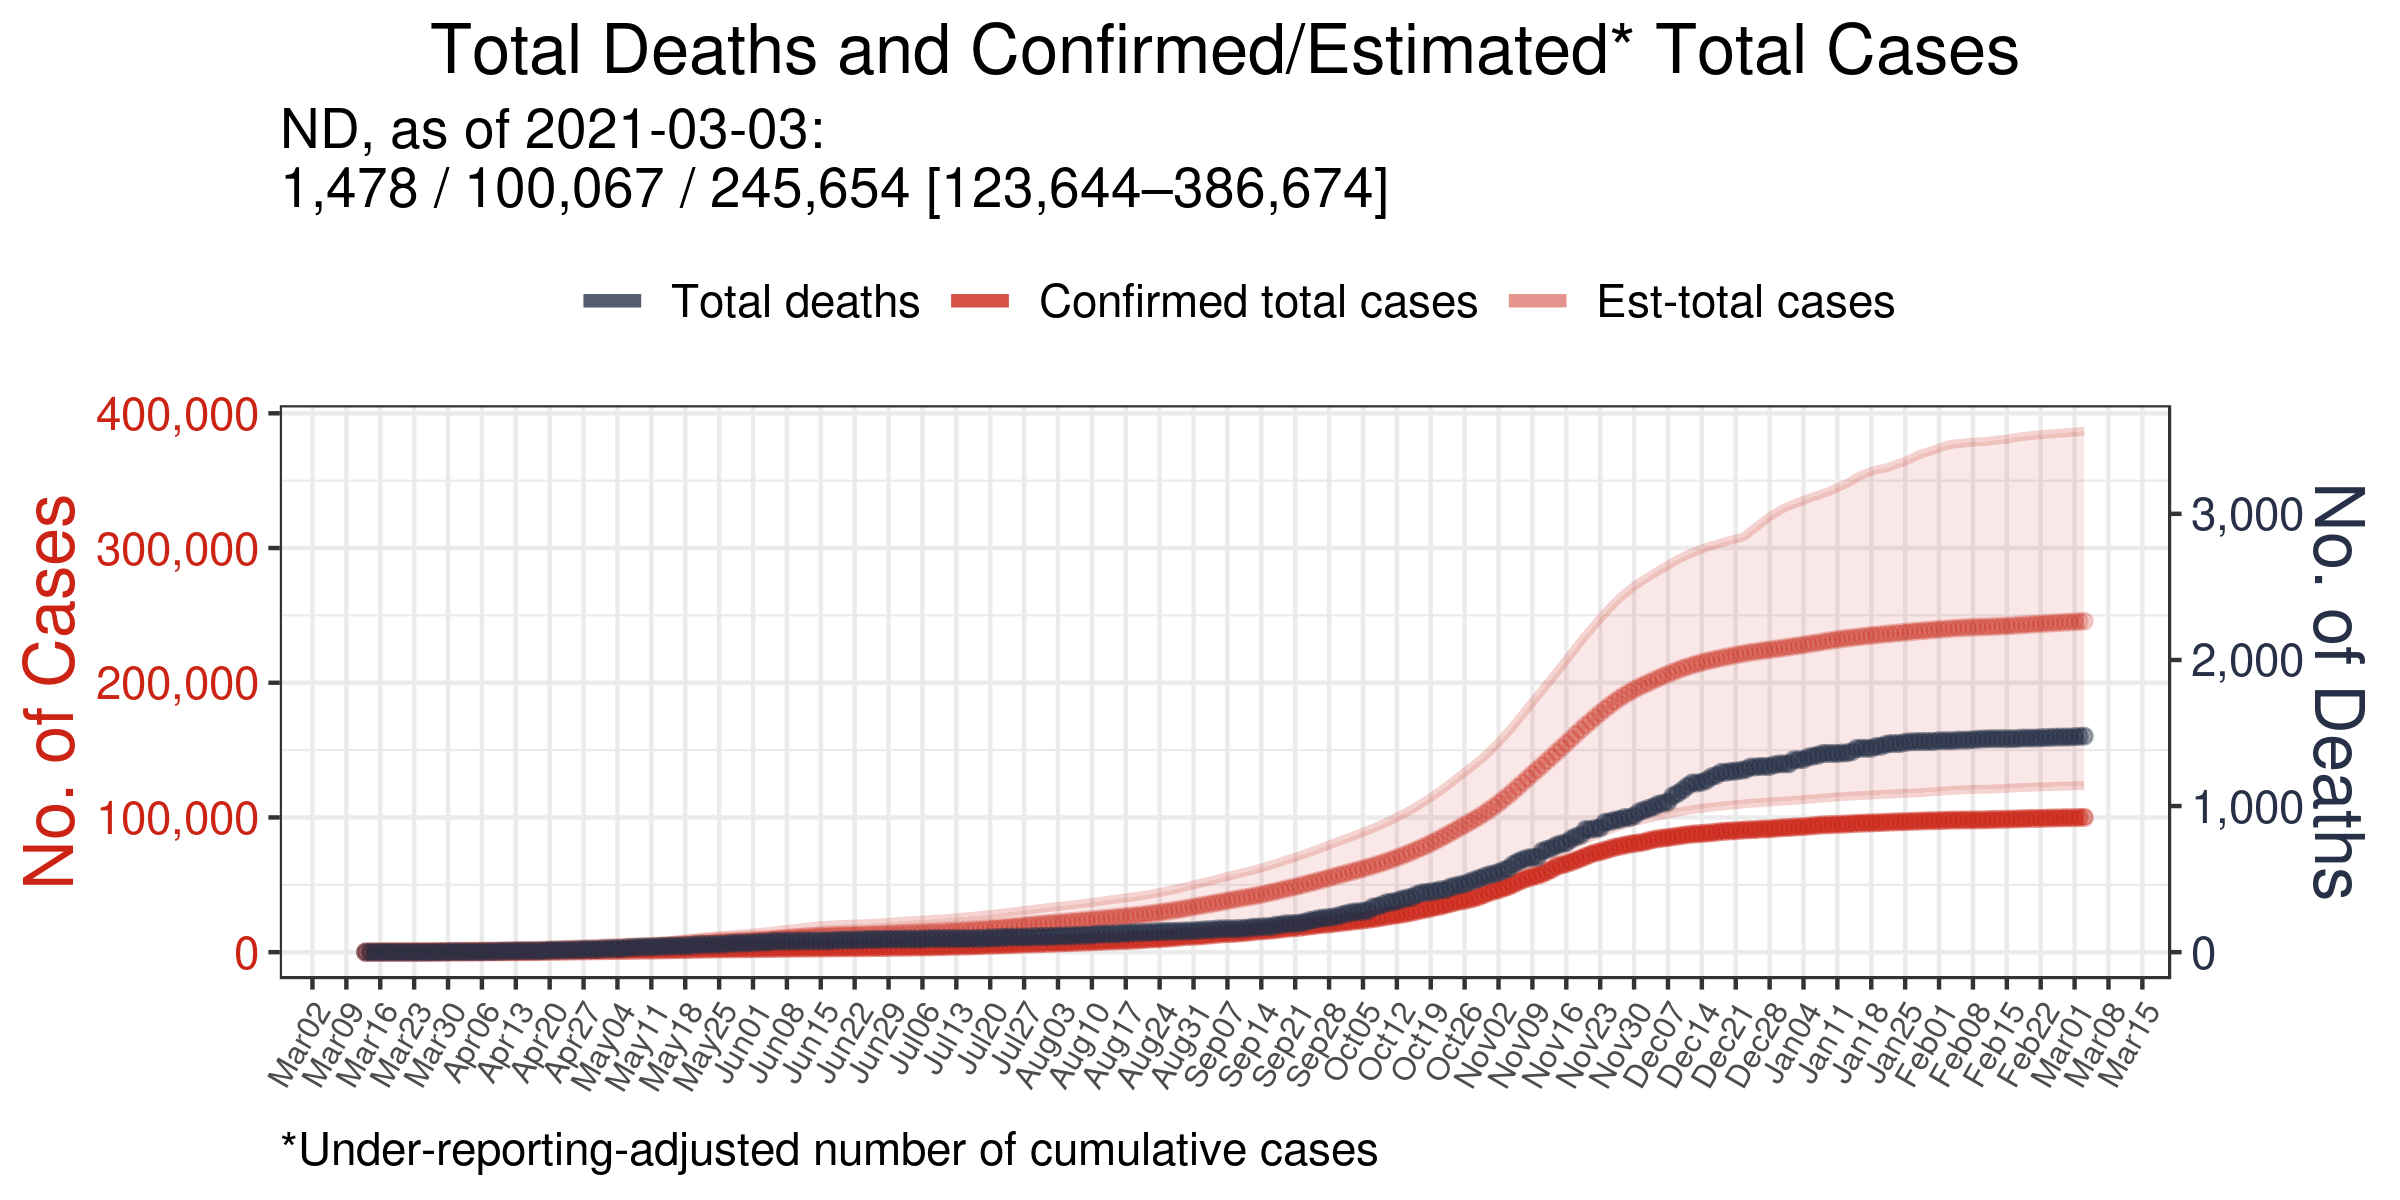 Total Deaths and Confirmed/Estimated* Total Cases
ND, as of 2021-03-03:
1,478 / 100,067 / 245,654 [123,644–386,674]
Total deaths
Confirmed total cases
Est-total cases
No. of Cases
400,000
300,000
200,000
100,000
0
3,000
2,000
1,000
0
No. of Deaths
Mar02
Mar09
Mar16
Mar23
Mar30
Apr06
Apr13
Apr20
Apr27
May04
May11
May18
May25
Jun01
Jun08
Jun15
Jun22
Jun29
Jul06
Jul13
Jul20
Jul27
Aug03
Aug10
Aug17
Aug24
Aug31
Sep07
Sep14
Sep21
Sep28
Oct05
Oct12
Oct19
Oct26
Nov02
Nov09
Nov16
Nov23
Nov30
Dec07
Dec14
Dec21
Dec28
Jan04
Jan11
Jan18
Jan25
Feb01
Feb08
Feb15
Feb22
Mar01
Mar08
Mar15
*Under-reporting-adjusted number of cumulative cases